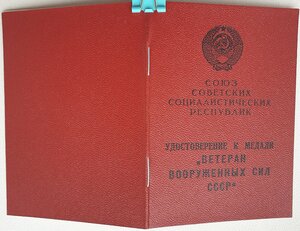 СОЮЗ
СОВЕТСКИХ
СОЦИАЛИСТИЧЕСКИХ
РЕСПУБЛИК
УДОСТОВЕРЕНИЕ К МЕДАЛИ
„ВЕТЕРАН
ВООРУЖЕННЫХ СИЛ
СССР“